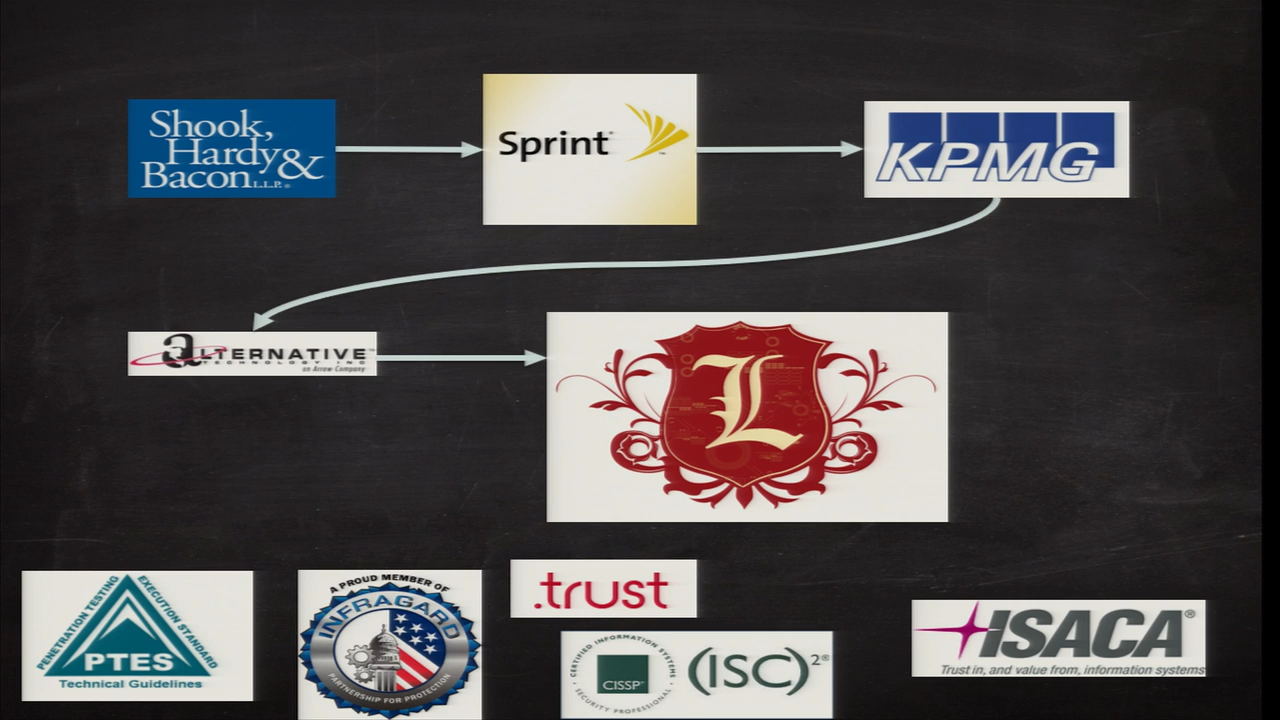 Shook,
Hardy &
Bacon L.L.P.®
Sprint
KPMG
aLTERNATIVE™
TECHNOLOGY, INC
an Arrow Company
L
PENETRATION TESTING
EXECUTION STANDARD
PTES
Technical Guidelines
A PROUD MEMBER OF
INFRAGARD
PARTNERSHIP FOR PROTECTION
.trust
CERTIFIED INFORMATION SYSTEMS
CISSP®
SECURITY PROFESSIONAL
(ISC)²®
ISACA®
Trust in, and value from, information systems